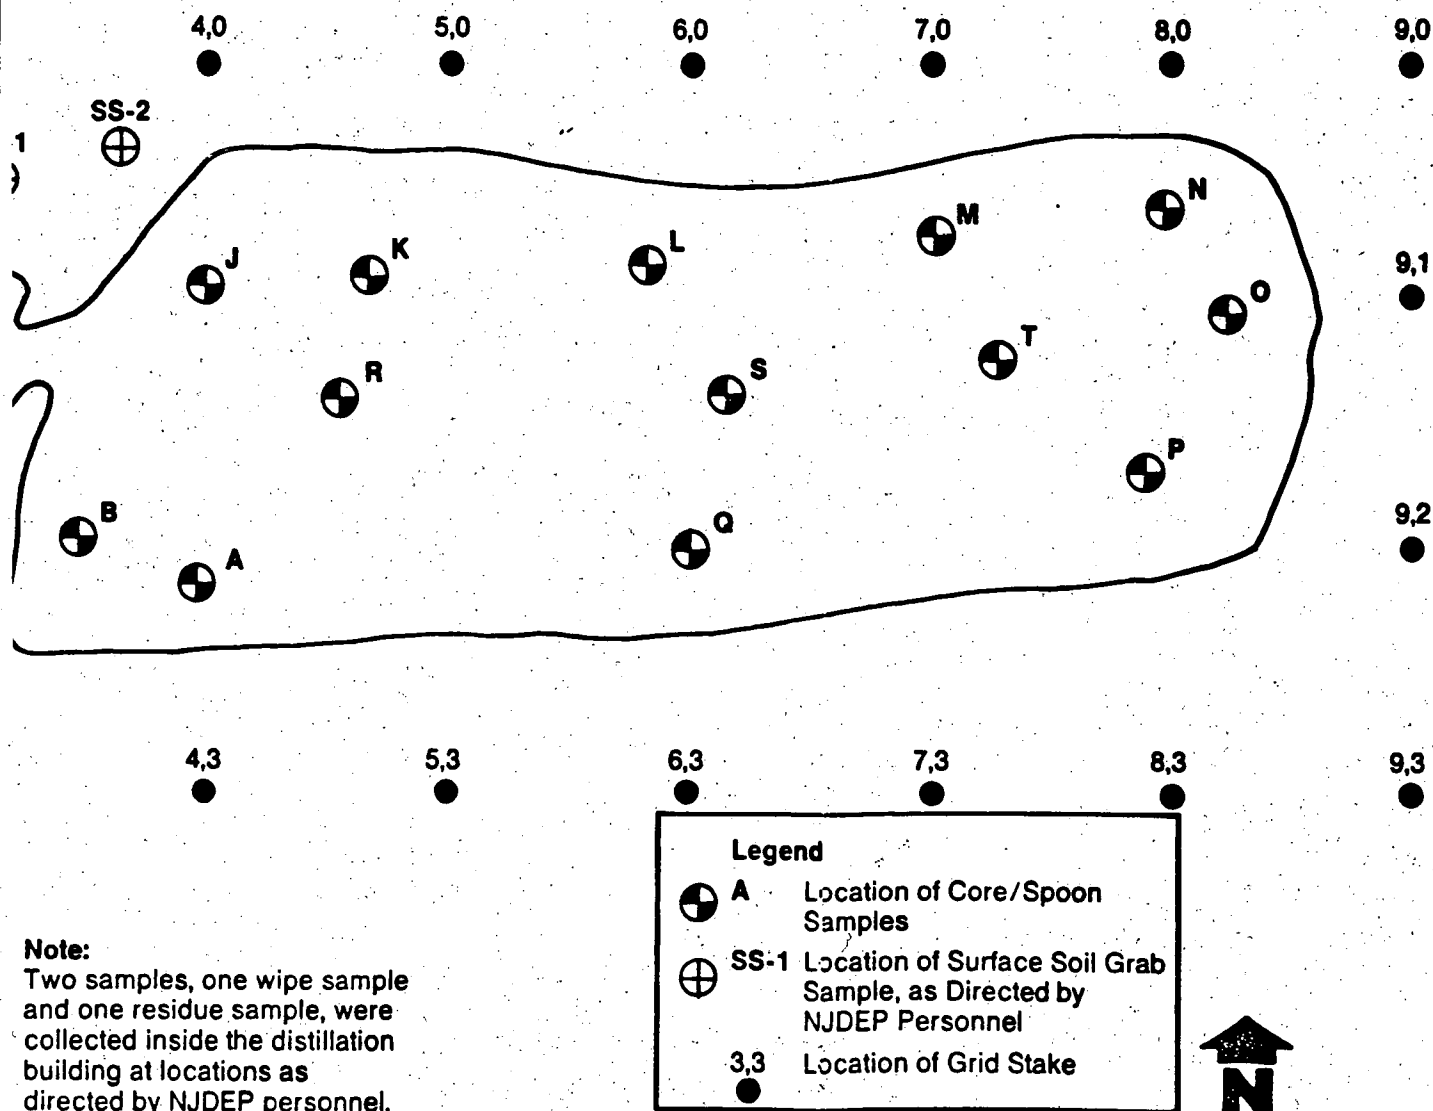 4,0 5,0 6,0 7,0 8,0 9,0
SS-2
1
N
M
L
K
J
9,1
O
T
S
R
P
B
Q
9,2
A
4,3 5,3 6,3 7,3 8,3 9,3
Legend
A Location of Core/Spoon
Samples
SS-1 Location of Surface Soil Grab
Sample, as Directed by
NJDEP Personnel
3,3 Location of Grid Stake
Note:
Two samples, one wipe sample
and one residue sample, were
collected inside the distillation
building at locations as
directed by NJDEP personnel.
N